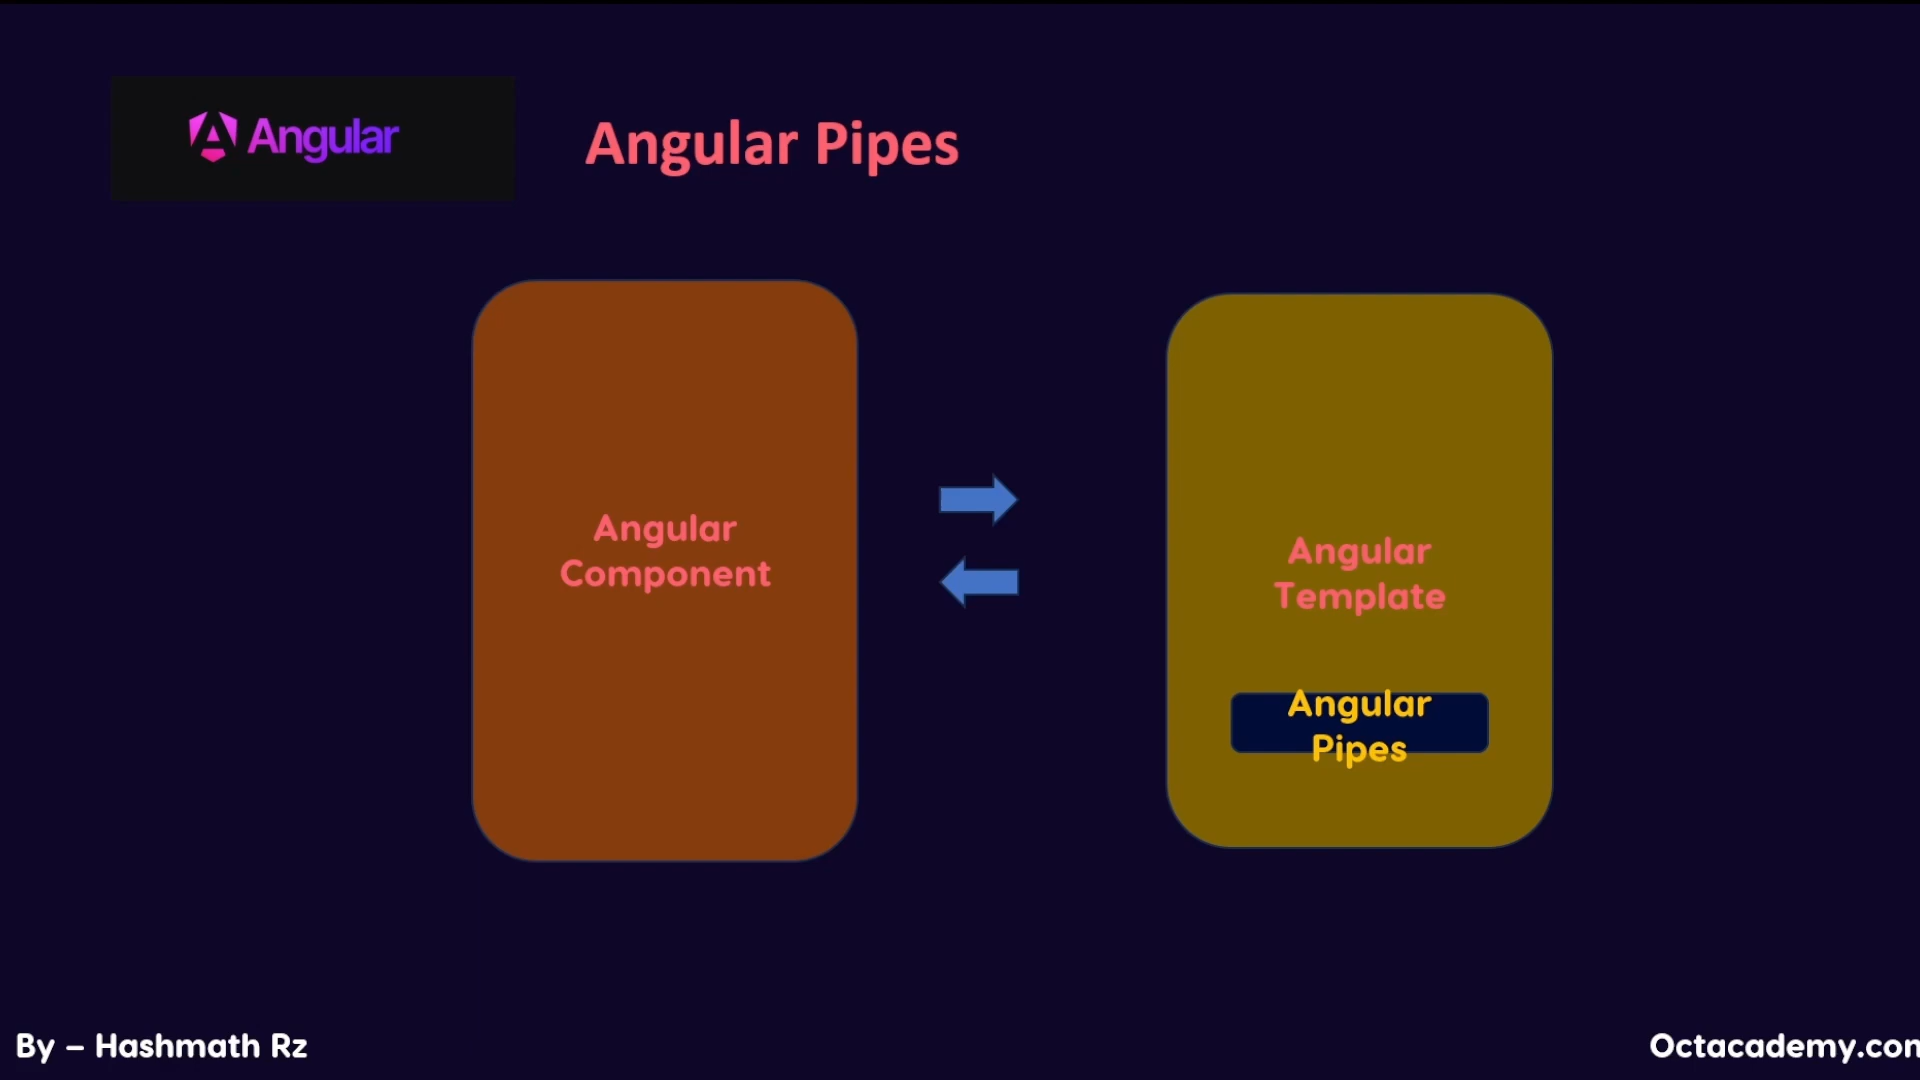 Angular
Angular Pipes
Angular
Component
Angular
Template
Angular
Pipes
By – Hashmath Rz
Octacademy.com